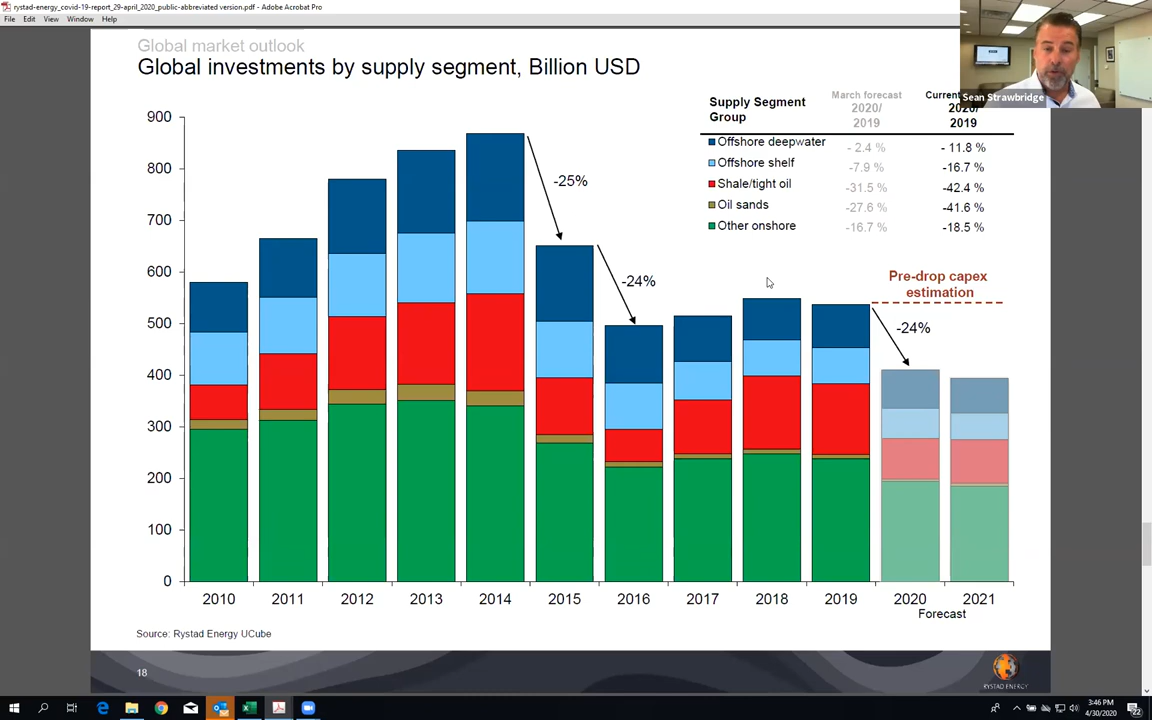 rystad-energy_covid-19-report_29-april_2020_public-abbreviated version.pdf - Adobe Acrobat Pro
File Edit View Window Help
Sean Strawbridge
Global market outlook
Global investments by supply segment, Billion USD
Supply Segment
Group
March forecast
2020/
2019
2020/
2019
Offshore deepwater - 2.4 % - 11.8 %
Offshore shelf -7.9 % -16.7 %
Shale/tight oil -31.5 % -42.4 %
Oil sands -27.6 % -41.6 %
Other onshore -16.7 % -18.5 %
900
800
700
600
500
400
300
200
100
0
-25%
-24%
Pre-drop capex
estimation
-24%
2010 2011 2012 2013 2014 2015 2016 2017 2018 2019 2020 2021
Forecast
Source: Rystad Energy UCube
18
RYSTAD ENERGY
3:46 PM
4/30/2020
22